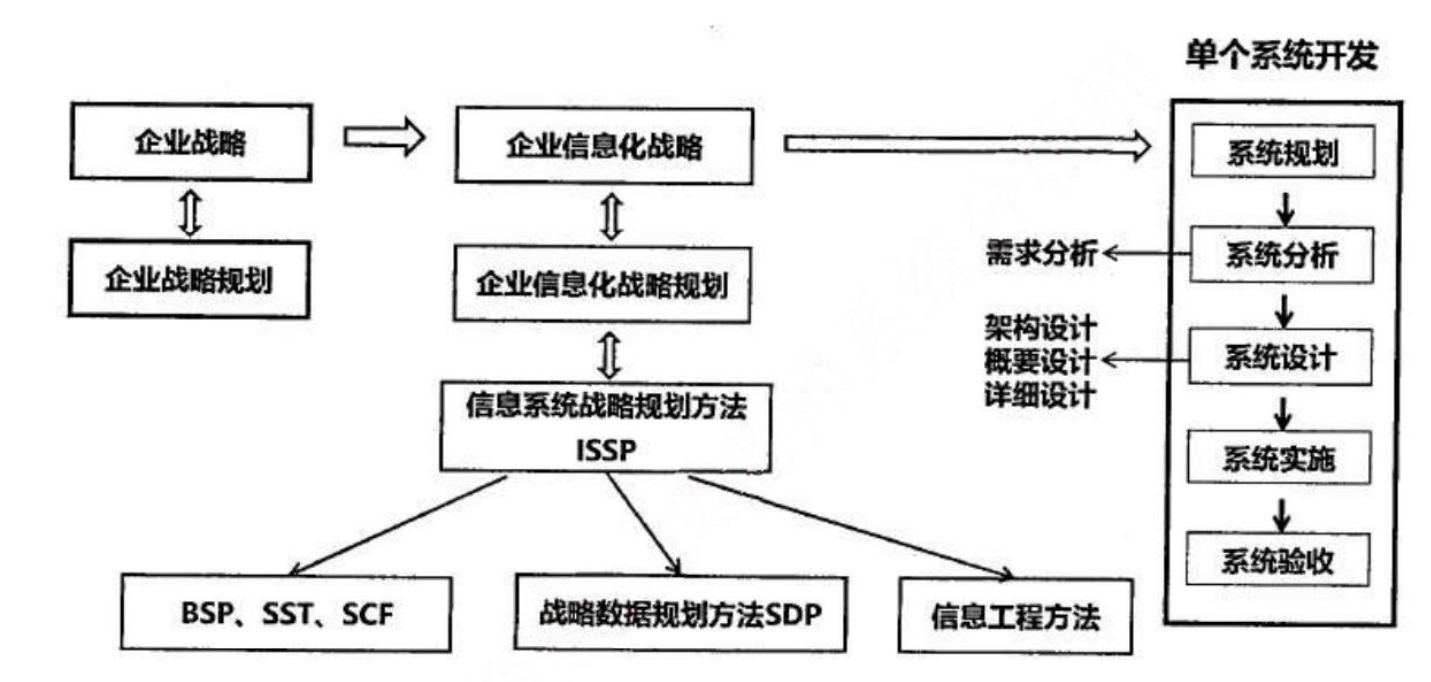 单个系统开发
企业战略
企业信息化战略
系统规划
企业战略规划
企业信息化战略规划
需求分析
系统分析
架构设计
概要设计
详细设计
系统设计
信息系统战略规划方法
ISSP
系统实施
系统验收
BSP、SST、SCF
战略数据规划方法SDP
信息工程方法